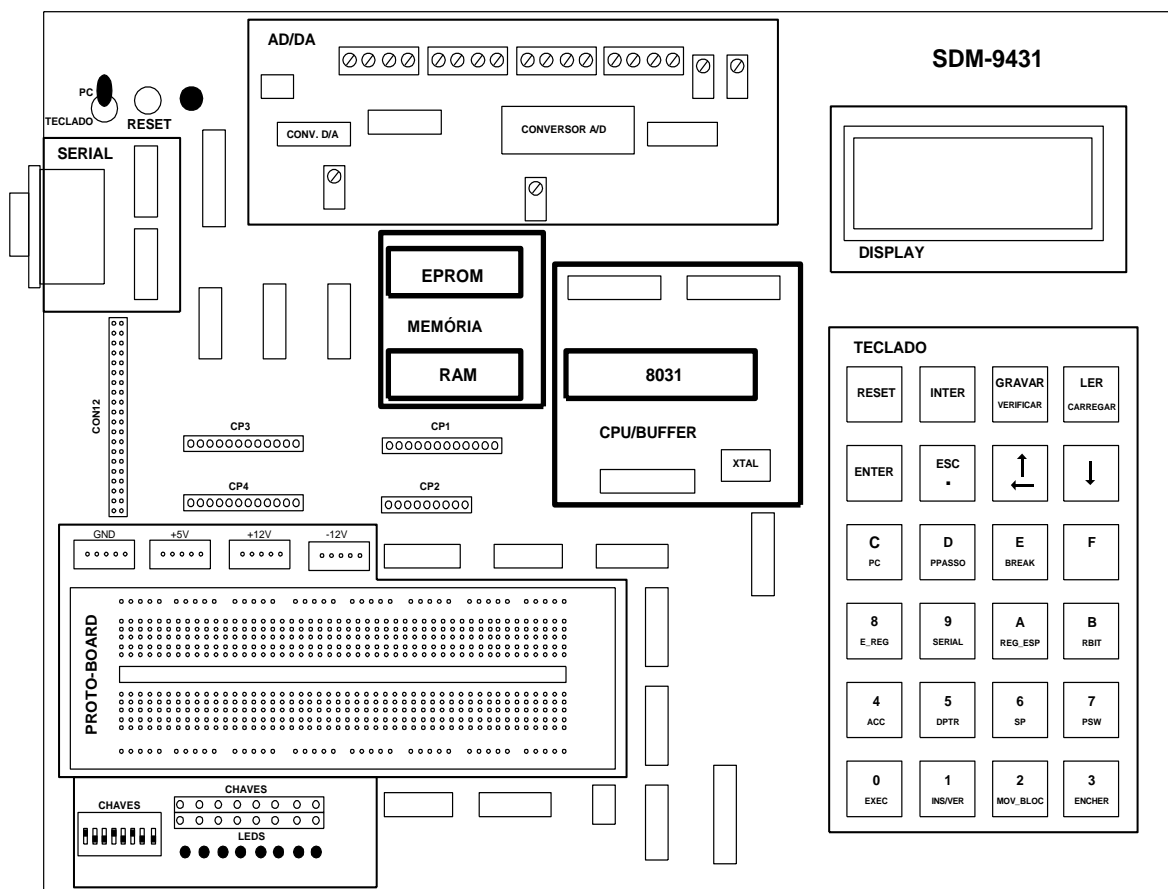 AD/DA
SDM-9431
PC
TECLADO
RESET
CONV. D/A
CONVERSOR A/D
SERIAL
DISPLAY
EPROM
MEMÓRIA
RAM
8031
CPU/BUFFER
XTAL
CON12
CP3
CP1
CP4
CP2
GND
+5V
+12V
-12V
PROTO-BOARD
CHAVES
CHAVES
LEDS
TECLADO
RESET
INTER
GRAVAR
VERIFICAR
LER
CARREGAR
ENTER
ESC
.
↑
←
↓
C
PC
D
PPASSO
E
BREAK
F
8
E_REG
9
SERIAL
A
REG_ESP
B
RBIT
4
ACC
5
DPTR
6
SP
7
PSW
0
EXEC
1
INS/VER
2
MOV_BLOC
3
ENCHER